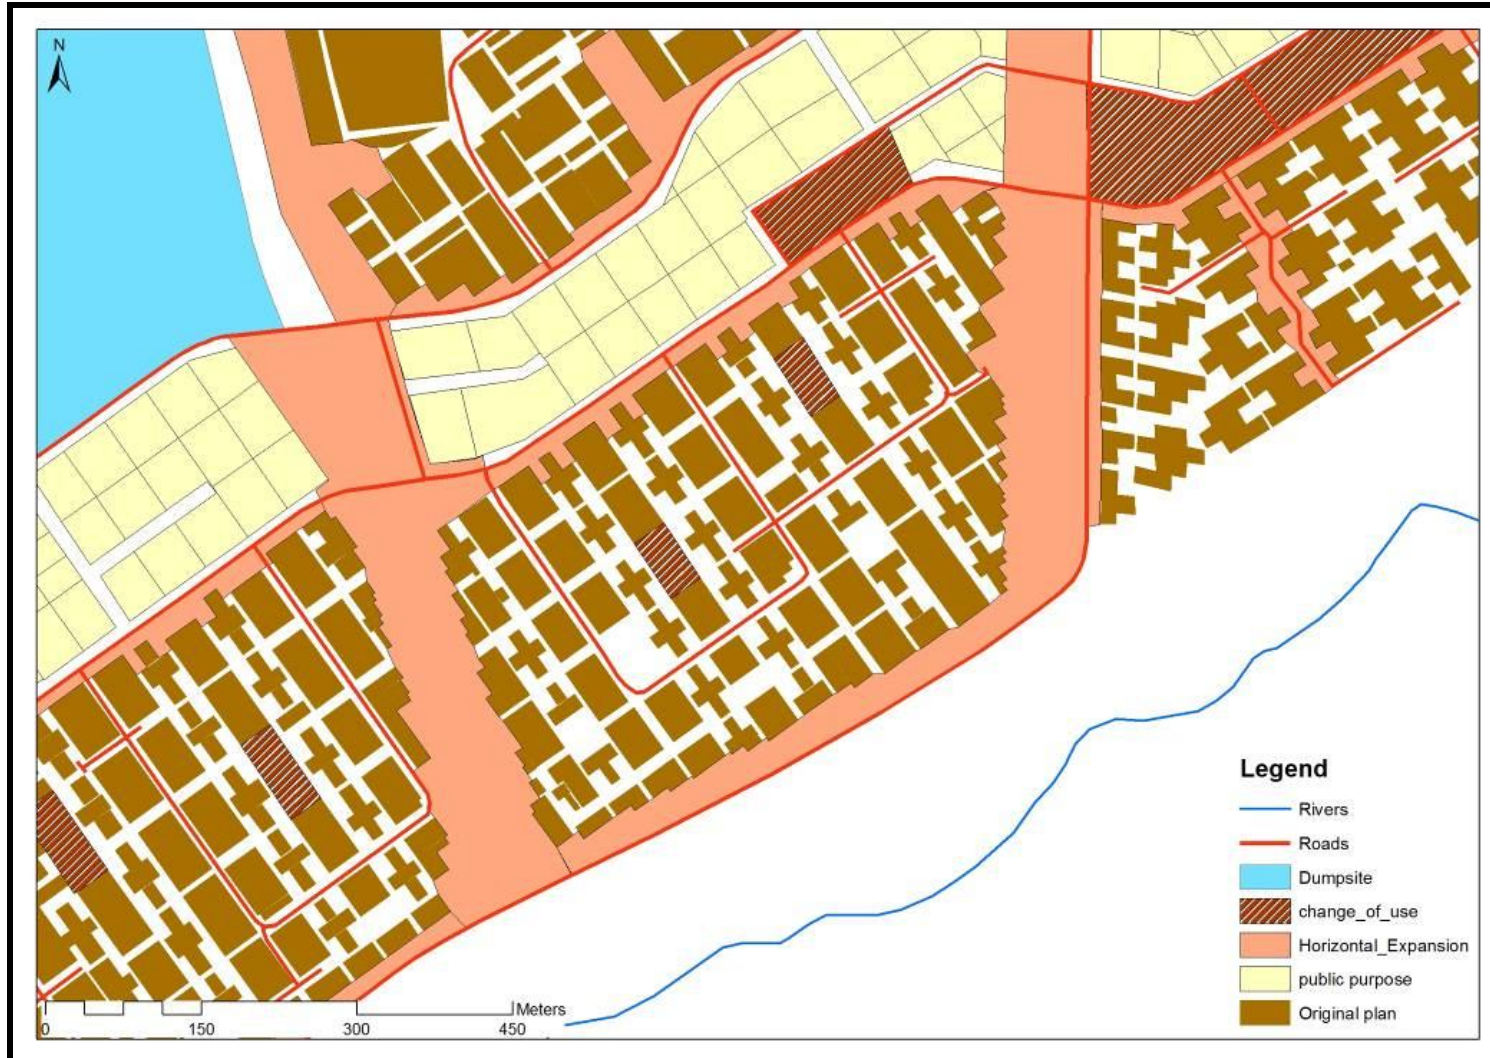 N
Legend
Rivers
Roads
Dumpsite
change_of_use
Horizontal_Expansion
public purpose
Original plan
Meters
0 150 300 450